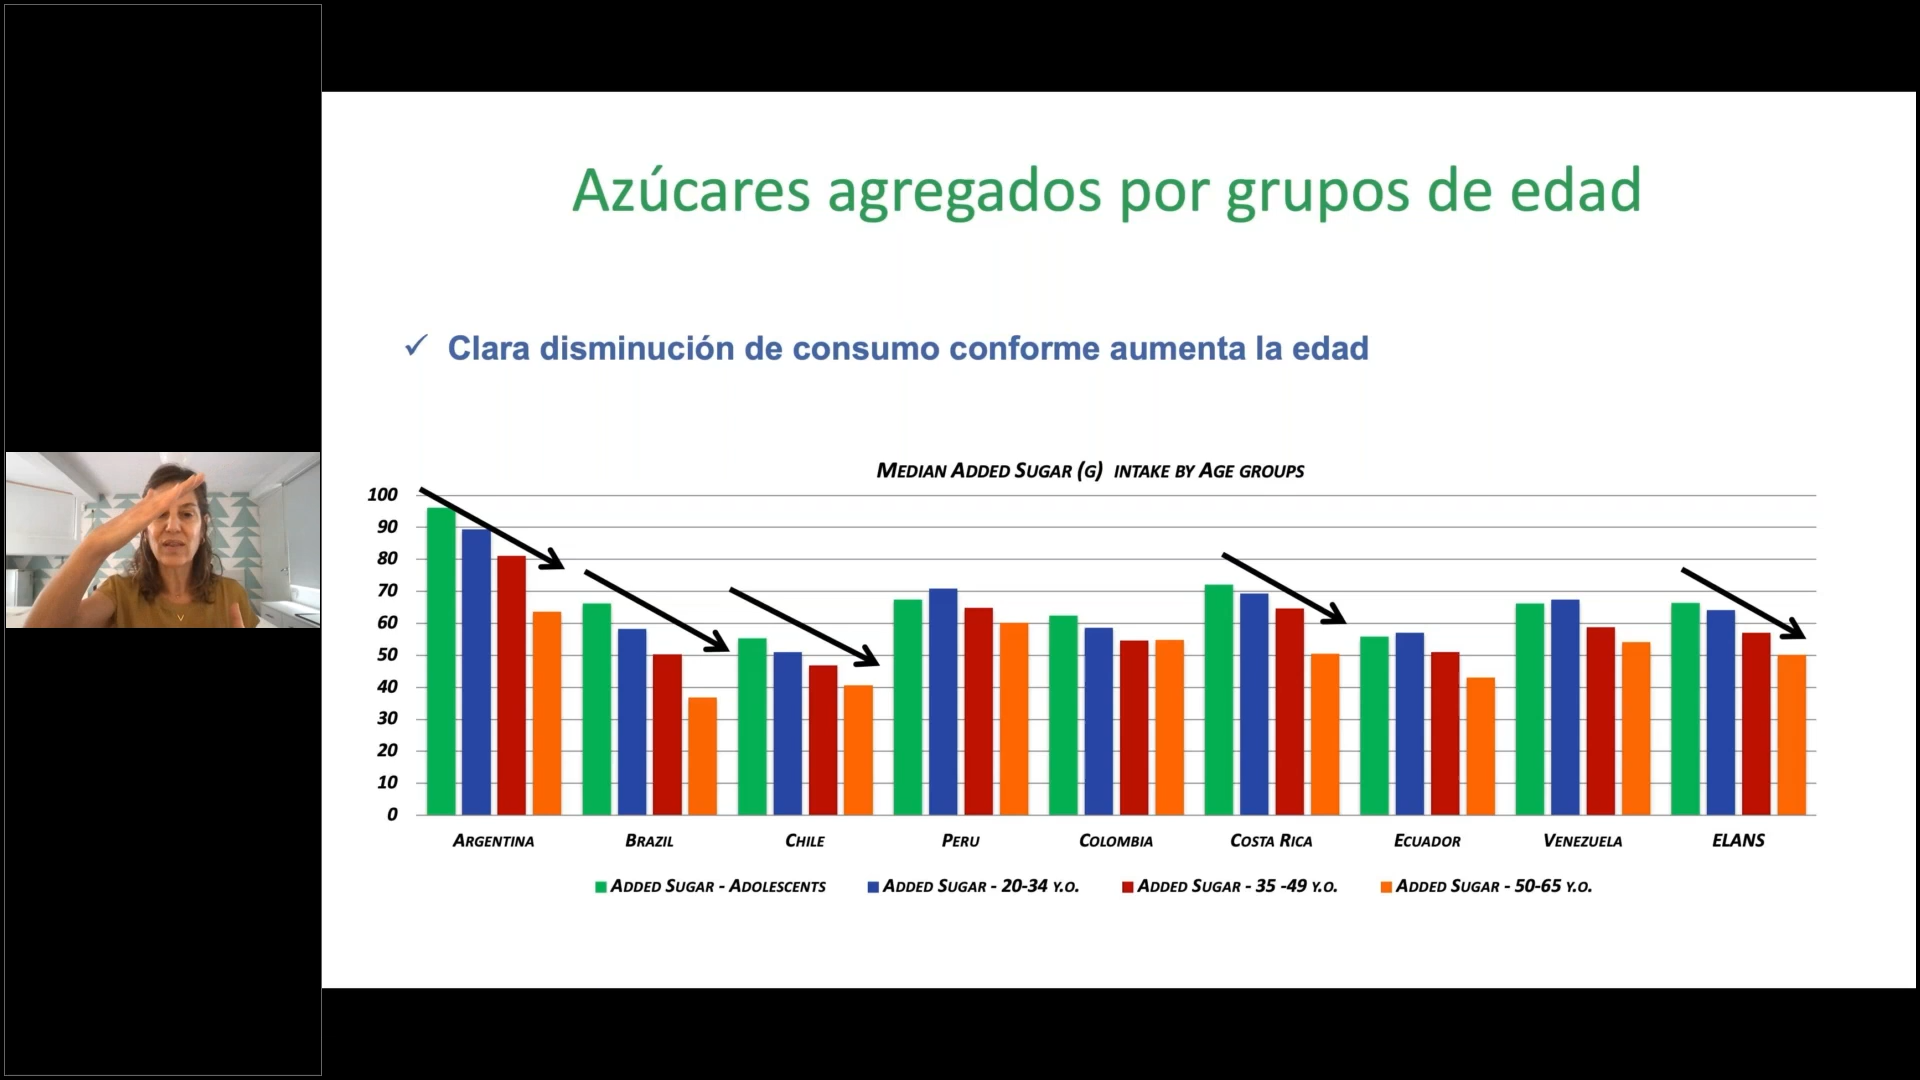 Azúcares agregados por grupos de edad
✓ Clara disminución de consumo conforme aumenta la edad
MEDIAN ADDED SUGAR (G) INTAKE BY AGE GROUPS
100
90
80
70
60
50
40
30
20
10
0
ARGENTINA BRAZIL CHILE PERU COLOMBIA COSTA RICA ECUADOR VENEZUELA ELANS
ADDED SUGAR - ADOLESCENTS ADDED SUGAR - 20-34 Y.O. ADDED SUGAR - 35 -49 Y.O. ADDED SUGAR - 50-65 Y.O.